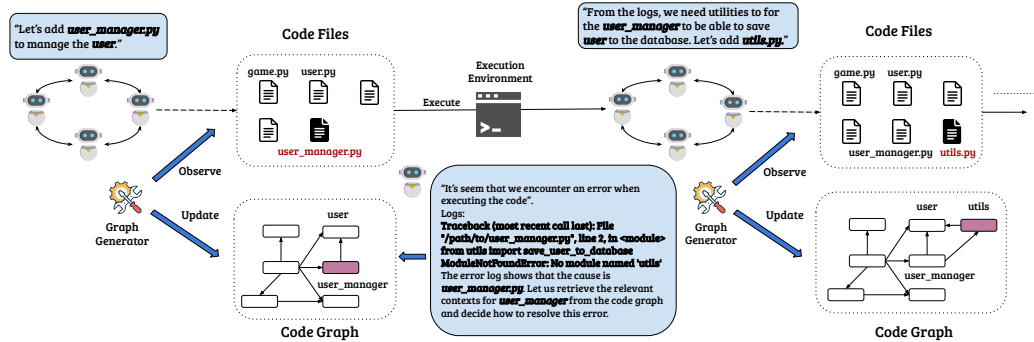 “Let’s add user_manager.py
to manage the user.”
Code Files
game.py
user.py
user_manager.py
Observe
Update
Graph
Generator
user
user_manager
Code Graph
Execution
Environment
Execute
“It’s seem that we encounter an error when
executing the code”.
Logs:
Traceback (most recent call last): File
"/path/to/user_manager.py", line 2, in <module>
from utils import save_user_to_database
ModuleNotFoundError: No module named 'utils'
The error log shows that the cause is
user_manager.py. Let us retrieve the relevant
contexts for user_manager from the code graph
and decide how to resolve this error.
“From the logs, we need utilities to for
the user_manager to be able to save
user to the database. Let’s add utils.py.”
Code Files
game.py
user.py
user_manager.py
utils.py
Observe
Update
Graph
Generator
user
utils
user_manager
Code Graph